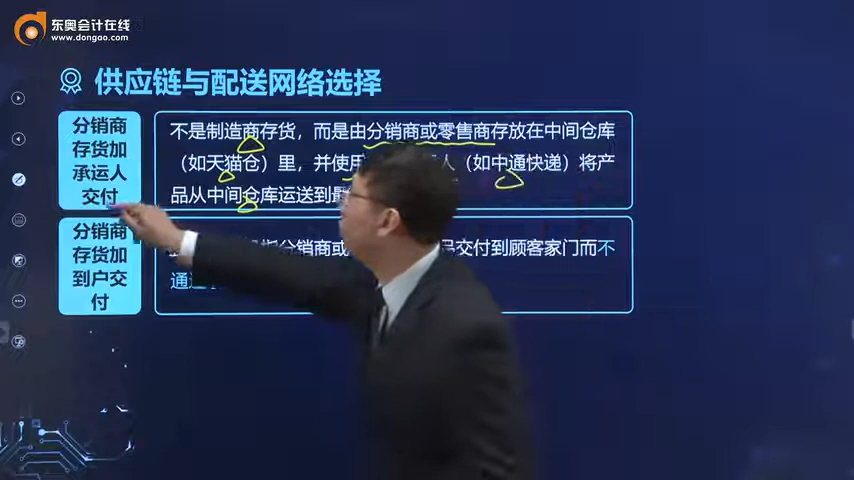 东奥会计在线
www.dongao.com
供应链与配送网络选择
分销商
存货加
承运人
交付
不是制造商存货，而是由分销商或零售商存放在中间仓库
（如天猫仓）里，并使用 人（如中通快递）将产
品从中间仓库运送到
分销商
存货加
到户交
付
分销商或 品交付到顾客家门而不
通过